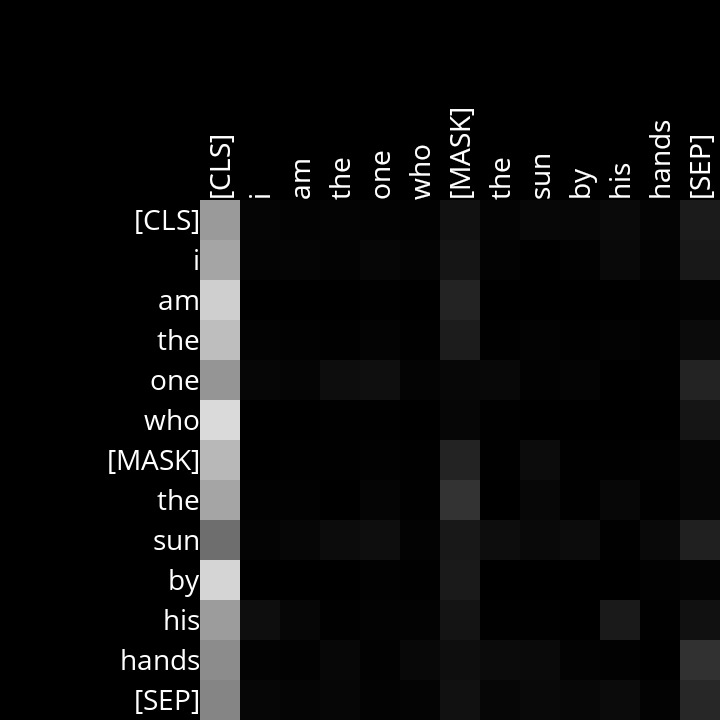 [CLS] i am the one who [MASK] the sun by his hands [SEP]
[CLS]
i
am
the
one
who
[MASK]
the
sun
by
his
hands
[SEP]